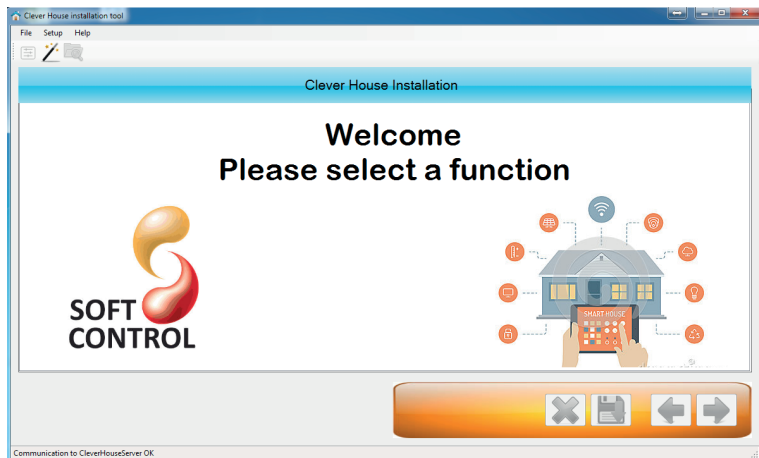 Clever House installation tool
File Setup Help
Clever House Installation
Welcome
Please select a function
SOFT
CONTROL
SMART HOUSE
Communication to CleverHouseServer OK